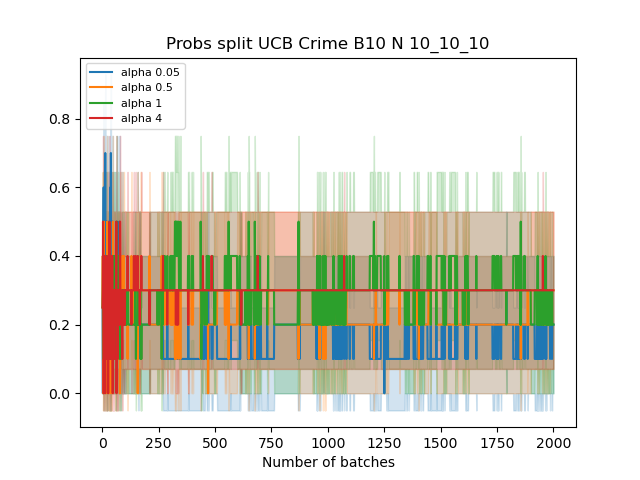 Probs split UCB Crime B10 N 10_10_10
alpha 0.05
alpha 0.5
alpha 1
alpha 4
0.8
0.6
0.4
0.2
0.0
0 250 500 750 1000 1250 1500 1750 2000
Number of batches